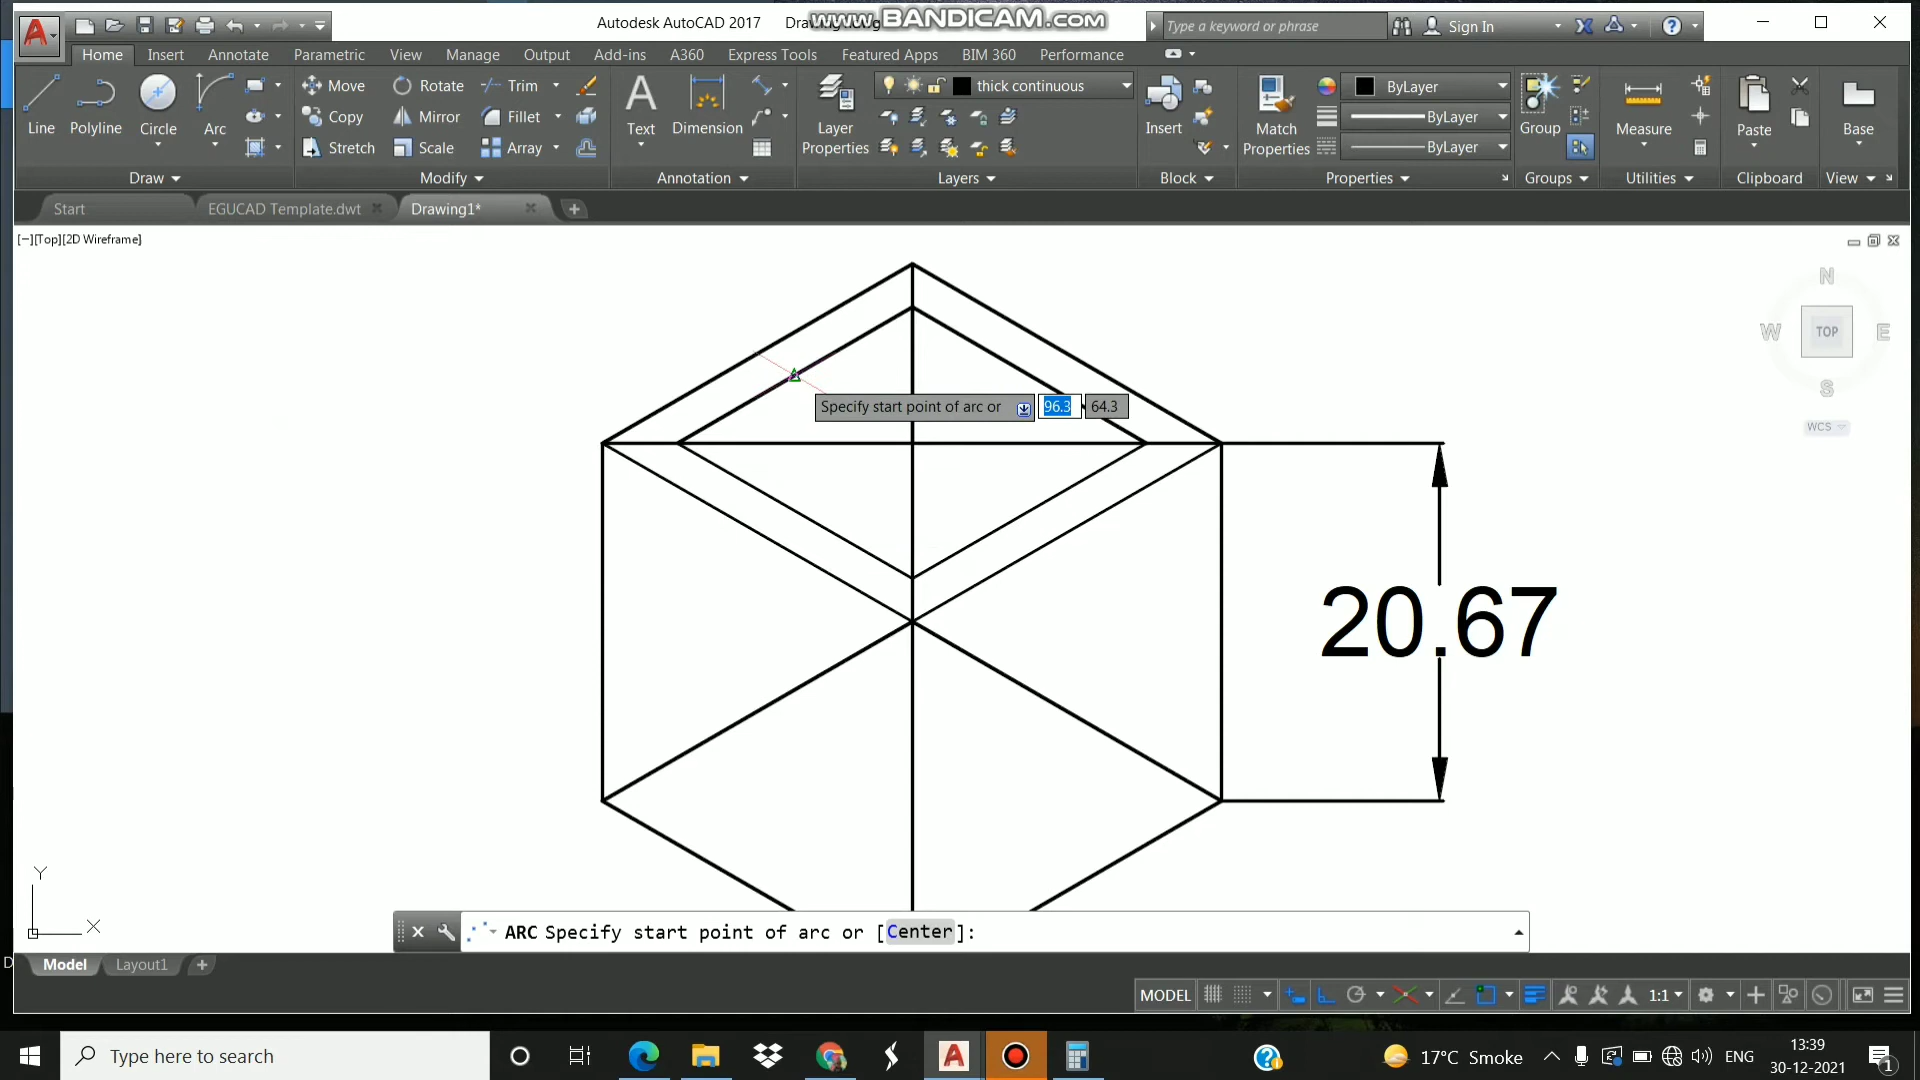 Autodesk AutoCAD 2017
www.BANDICAM.com
Type a keyword or phrase
Sign In
Home Insert Annotate Parametric View Manage Output Add-ins A360 Express Tools Featured Apps BIM 360 Performance
Line
Polyline
Circle
Arc
Draw
Move
Rotate
Trim
Copy
Mirror
Fillet
Stretch
Scale
Array
Modify
Text
Dimension
Annotation
Layer
Properties
thick continuous
Layers
Insert
Block
Match
Properties
ByLayer
ByLayer
ByLayer
Properties
Group
Groups
Measure
Utilities
Paste
Clipboard
Base
View
Start
EGUCAD Template.dwt
Drawing1*
[−][Top][2D Wireframe]
N
W
TOP
E
S
WCS
Specify start point of arc or 96.3 64.3
20.67
Y
X
ARC Specify start point of arc or [Center]:
Model Layout1
MODEL
1:1
Type here to search
17°C Smoke
ENG
13:39
30-12-2021
1